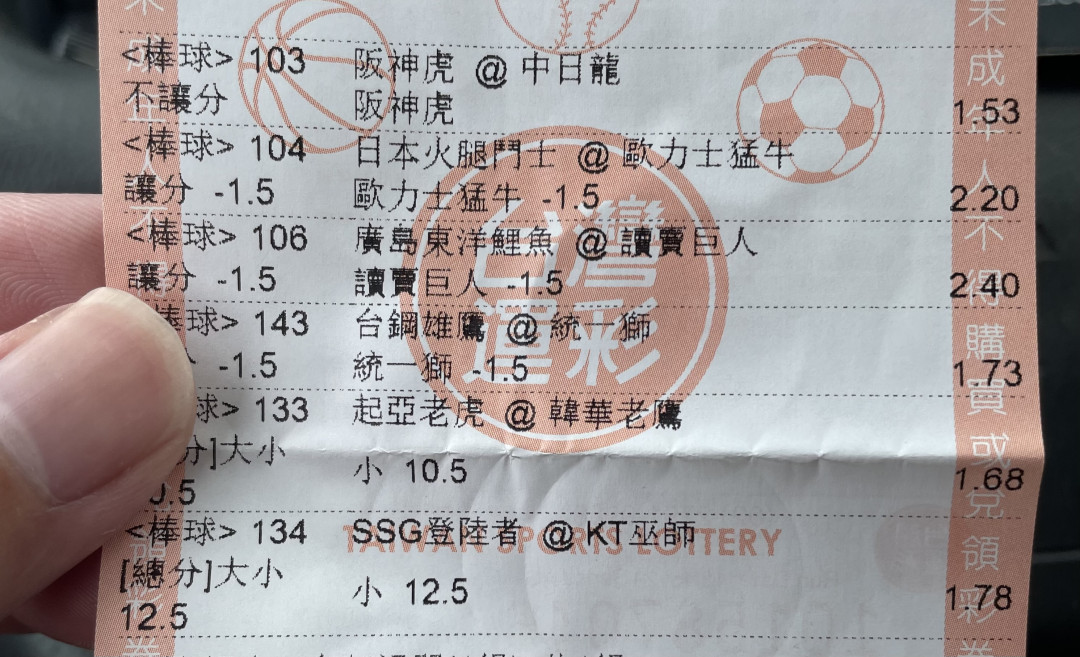 <棒球> 103 阪神虎 @ 中日龍
不讓分 阪神虎 1.53
<棒球> 104 日本火腿鬥士 @ 歐力士猛牛
讓分 -1.5 歐力士猛牛 -1.5 2.20
<棒球> 106 廣島東洋鯉魚 @ 讀賣巨人
讓分 -1.5 讀賣巨人 -1.5 2.40
棒球> 143 台鋼雄鷹 @ 統一獅
-1.5 統一獅 -1.5 1.73
球> 133 起亞老虎 @ 韓華老鷹
分]大小
小 10.5 1.68
0.5
<棒球> 134 SSG登陸者 @ KT巫師
[總分]大小
小 12.5 1.78
12.5
台灣
運彩
TAIWAN SPORTS LOTTERY
未成年人不得購買或兌領彩券